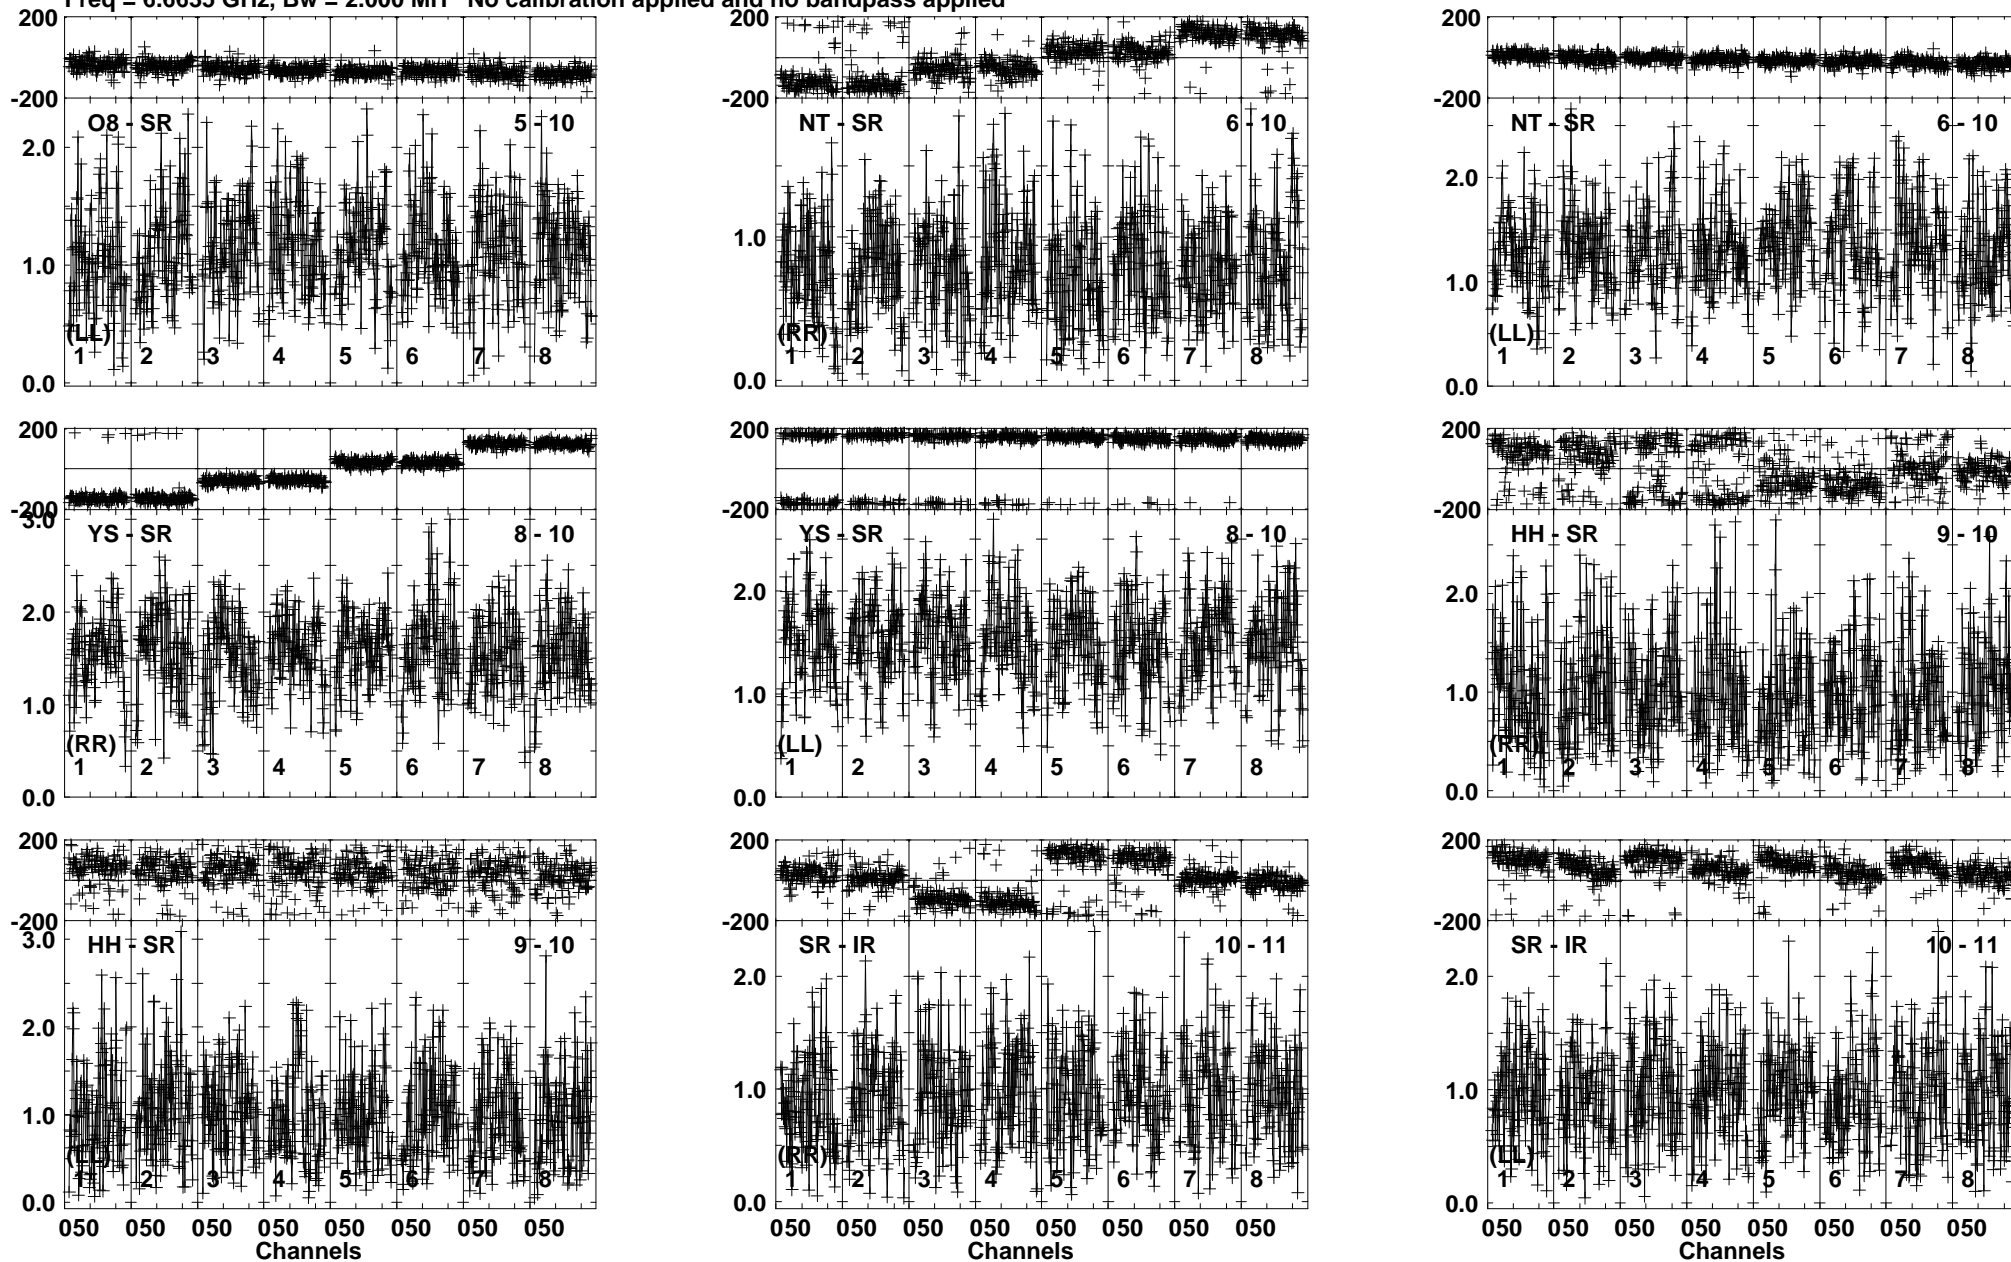 Freq = 6.6635 GHz, Bw = 2.000 MH No calibration applied and no bandpass applied
200 200 200
-200 -200 -200
O8 - SR 5 - 10 NT - SR 6 - 10 NT - SR 6 - 10
2.0 2.0
1.0 1.0 1.0
(LL) (RR) (LL)
1 2 3 4 5 6 7 8 1 2 3 4 5 6 7 8 1 2 3 4 5 6 7 8
0.0 0.0 0.0
200 200 200
-200 -200 -200
3.0
YS - SR 8 - 10 YS - SR 8 - 10 HH - SR 9 - 10
2.0 2.0 2.0
1.0 1.0 1.0
(RR) (LL) (RR)
1 2 3 4 5 6 7 8 1 2 3 4 5 6 7 8 1 2 3 4 5 6 7 8
0.0 0.0 0.0
200 200 200
-200 -200 -200
3.0
HH - SR 9 - 10 SR - IR 10 - 11 SR - IR 10 - 11
2.0 2.0 2.0
1.0 1.0 1.0
(LL) (RR) (LL)
1 2 3 4 5 6 7 8 1 2 3 4 5 6 7 8 1 2 3 4 5 6 7 8
0.0 0.0 0.0
050 050 050 050 050 050 050 050 050 050 050 050 050 050 050 050 050 050 050 050 050 050 050 050
Channels Channels Channels